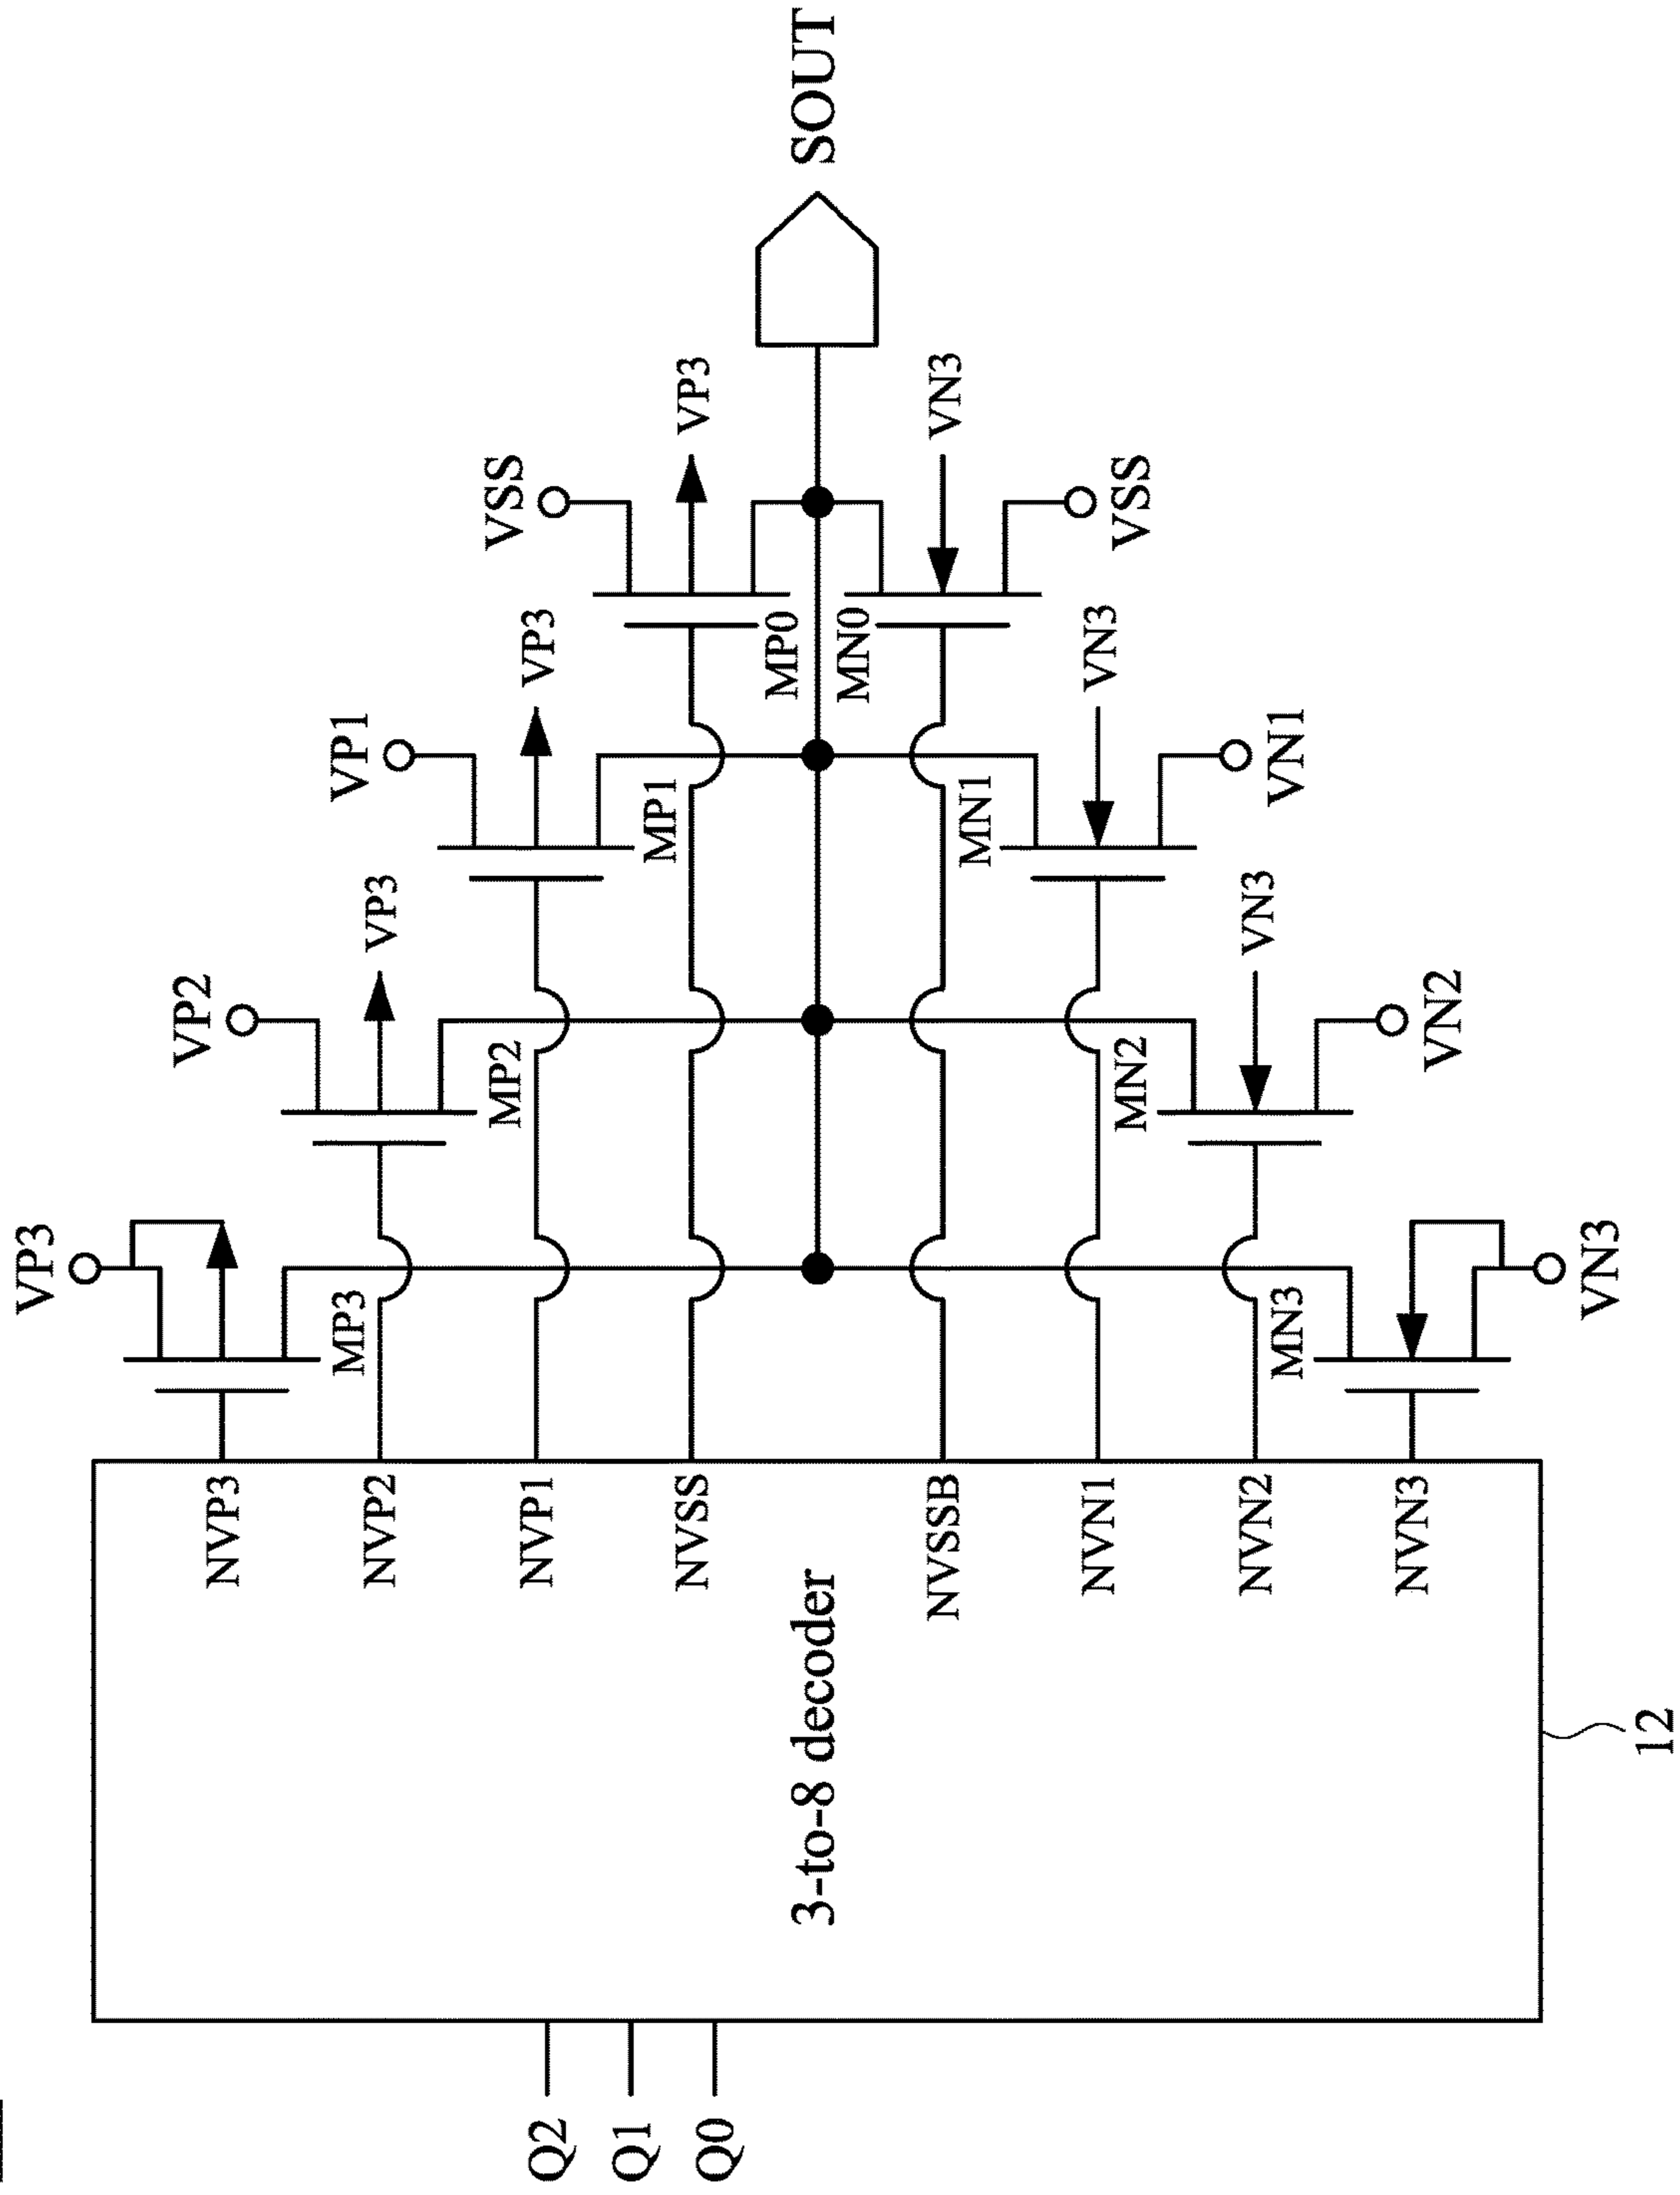 Q2
Q1
Q0
3-to-8 decoder
12
NVP3
NVP2
NVP1
NVSS
NVSSB
NVN1
NVN2
NVN3
VP3
MP3
VP2
VP3
MP2
VP1
VP3
MP1
VSS
VP3
MP0
MN0
VN3
VSS
MN1
VN3
VN1
MN2
VN3
VN2
MN3
VN3
SOUT